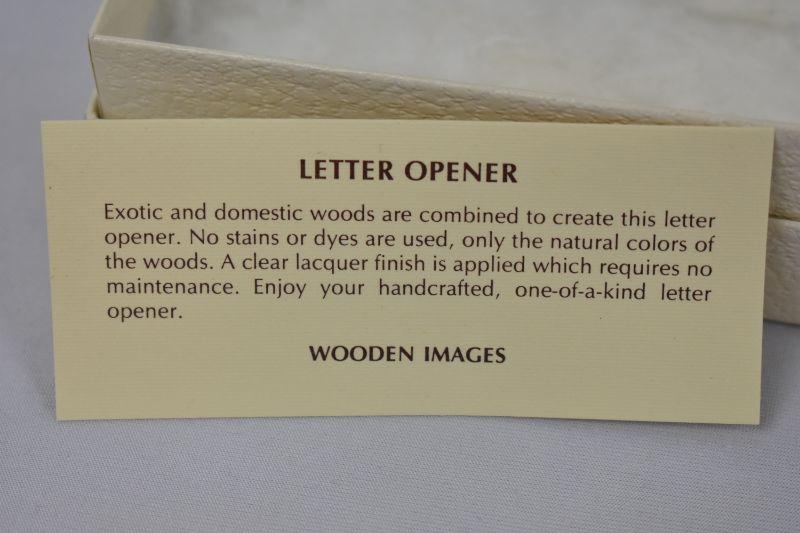 LETTER OPENER
Exotic and domestic woods are combined to create this letter
opener. No stains or dyes are used, only the natural colors of
the woods. A clear lacquer finish is applied which requires no
maintenance. Enjoy your handcrafted, one-of-a-kind letter
opener.
WOODEN IMAGES